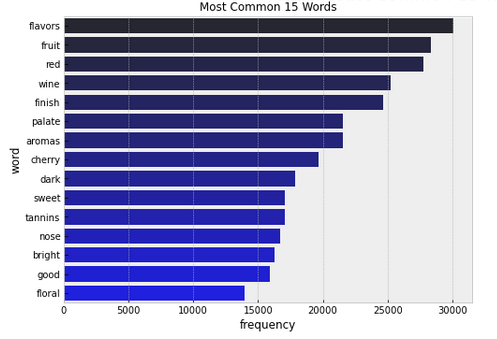 Most Common 15 Words
flavors
fruit
red
wine
finish
palate
aromas
cherry
dark
sweet
tannins
nose
bright
good
floral
word
0 5000 10000 15000 20000 25000 30000
frequency